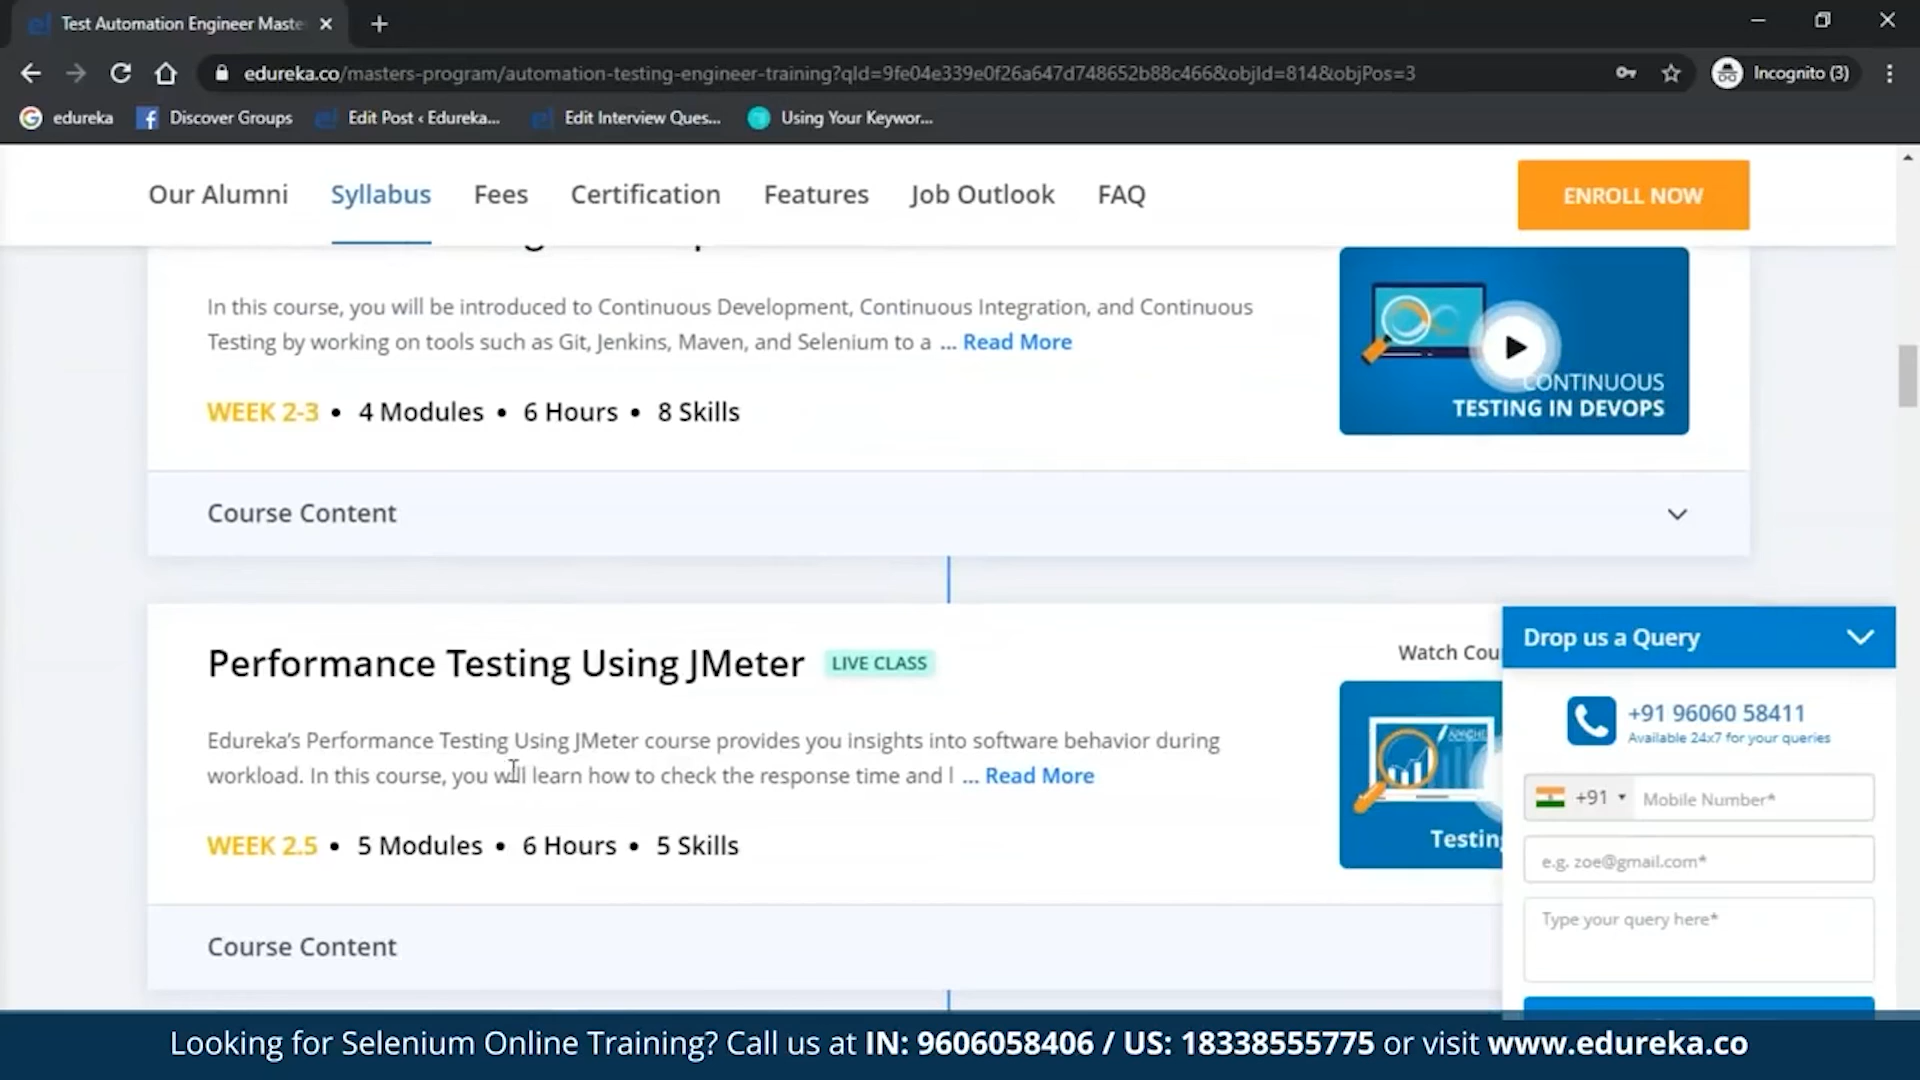 Test Automation Engineer Maste
edureka.co/masters-program/automation-testing-engineer-training?qId=9fe04e339e0f26a647d748652b88c466&objId=814&objPos=3
Incognito (3)
edureka
Discover Groups
Edit Post ‹ Edureka...
Edit Interview Ques...
Using Your Keywor...
Our Alumni
Syllabus
Fees
Certification
Features
Job Outlook
FAQ
ENROLL NOW
In this course, you will be introduced to Continuous Development, Continuous Integration, and Continuous
Testing by working on tools such as Git, Jenkins, Maven, and Selenium to a ... Read More
WEEK 2-3 • 4 Modules • 6 Hours • 8 Skills
CONTINUOUS
TESTING IN DEVOPS
Course Content
Performance Testing Using JMeter
LIVE CLASS
Edureka's Performance Testing Using JMeter course provides you insights into software behavior during
workload. In this course, you will learn how to check the response time and l ... Read More
WEEK 2.5 • 5 Modules • 6 Hours • 5 Skills
Watch Cou
APACHE
Testing
Course Content
Drop us a Query
+91 96060 58411
Available 24x7 for your queries
+91
Mobile Number*
e.g. zoe@gmail.com*
Type your query here*
Looking for Selenium Online Training? Call us at IN: 9606058406 / US: 18338555775 or visit www.edureka.co